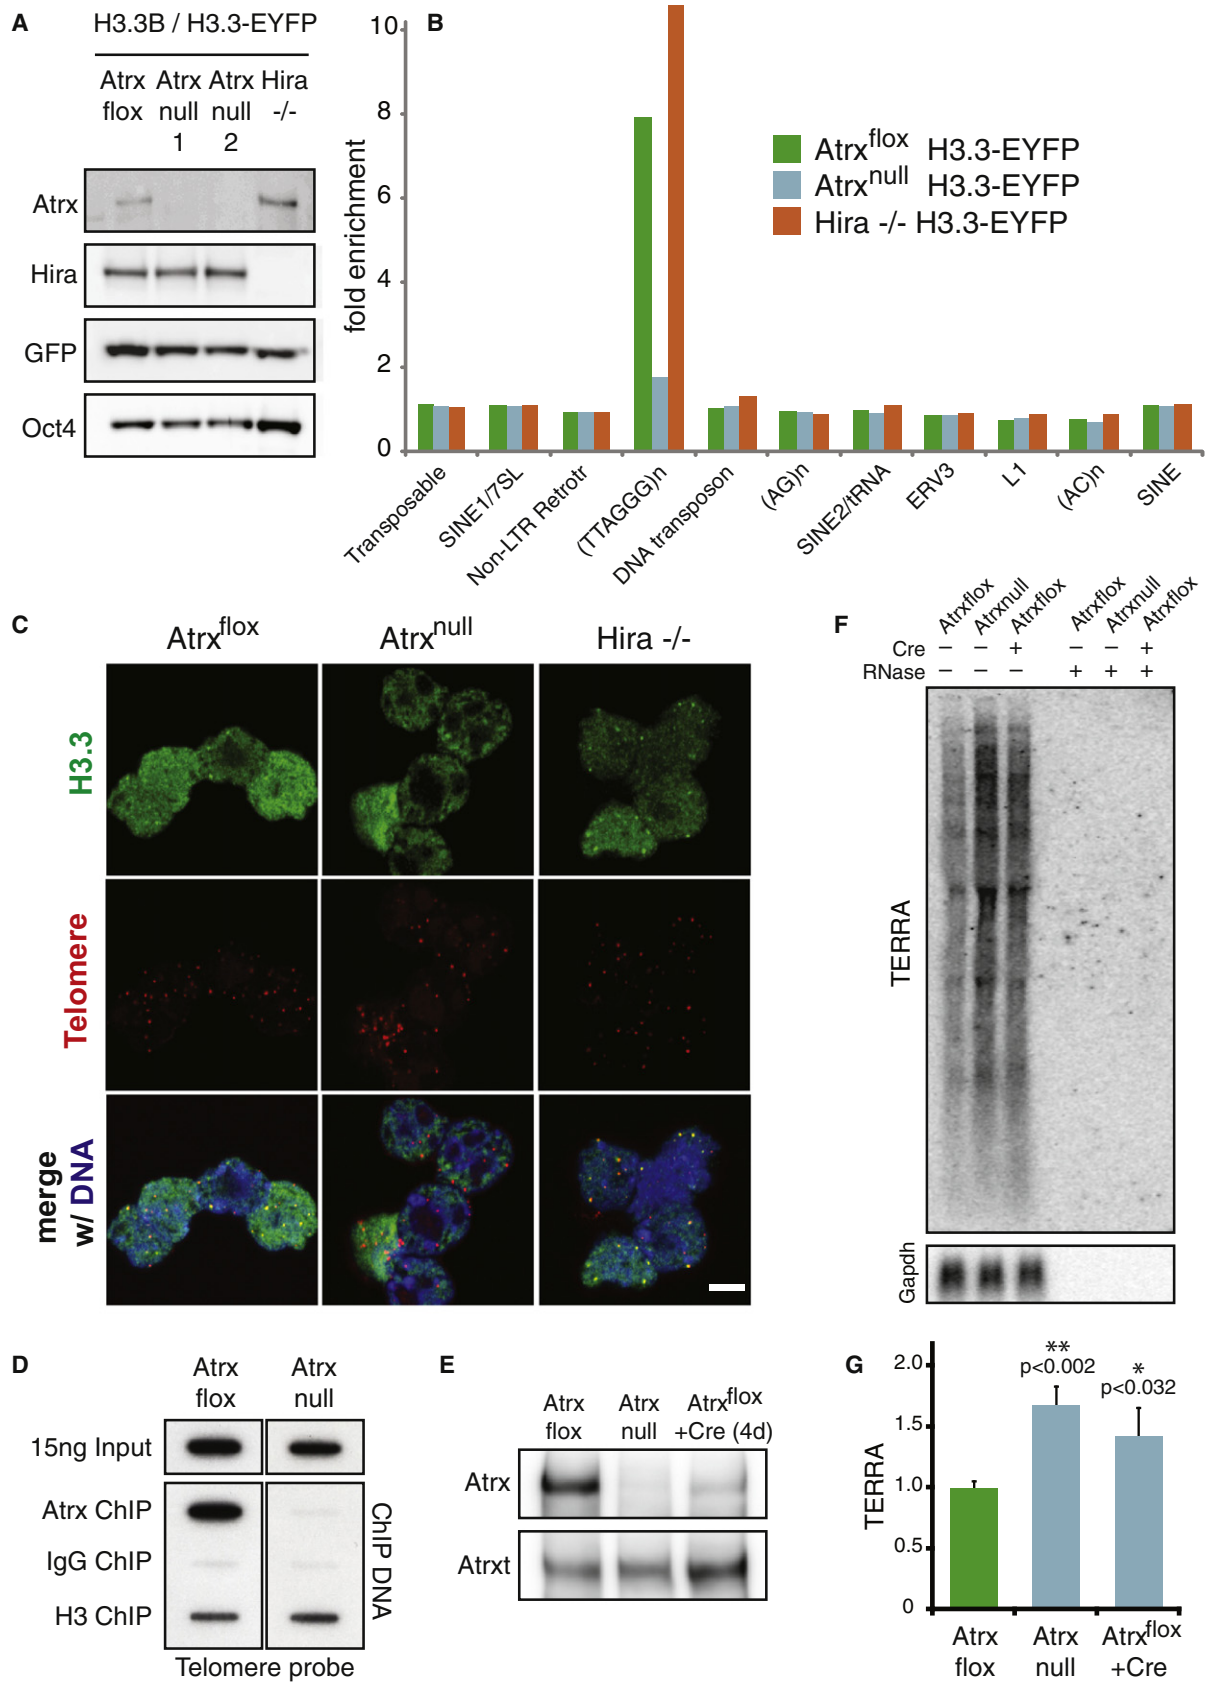 A
H3.3B / H3.3-EYFP
Atrx Atrx Atrx Hira
flox null null -/-
1 2
Atrx
Hira
GFP
Oct4
B
fold enrichment
10
8
6
4
2
0
Atrxflox H3.3-EYFP
Atrxnull H3.3-EYFP
Hira -/- H3.3-EYFP
Transposable
SINE1/7SL
Non-LTR Retrotr
(TTAGGG)n
DNA transposon
(AG)n
SINE2/tRNA
ERV3
L1
(AC)n
SINE
C
Atrxflox
Atrxnull
Hira -/-
H3.3
Telomere
merge
w/ DNA
F
Atrxflox
Atrxnull
Atrxflox
Atrxflox
Atrxnull
Atrxflox
Cre − − + − − +
RNase − − − + + +
TERRA
Gapdh
D
Atrx Atrx
flox null
15ng Input
Atrx ChIP
IgG ChIP
H3 ChIP
ChIP DNA
Telomere probe
E
Atrx Atrx Atrxflox
flox null +Cre (4d)
Atrx
Atrxt
G
TERRA
2.0
1.5
1.0
0.5
0
**
p<0.002
*
p<0.032
Atrx Atrx Atrxflox
flox null +Cre